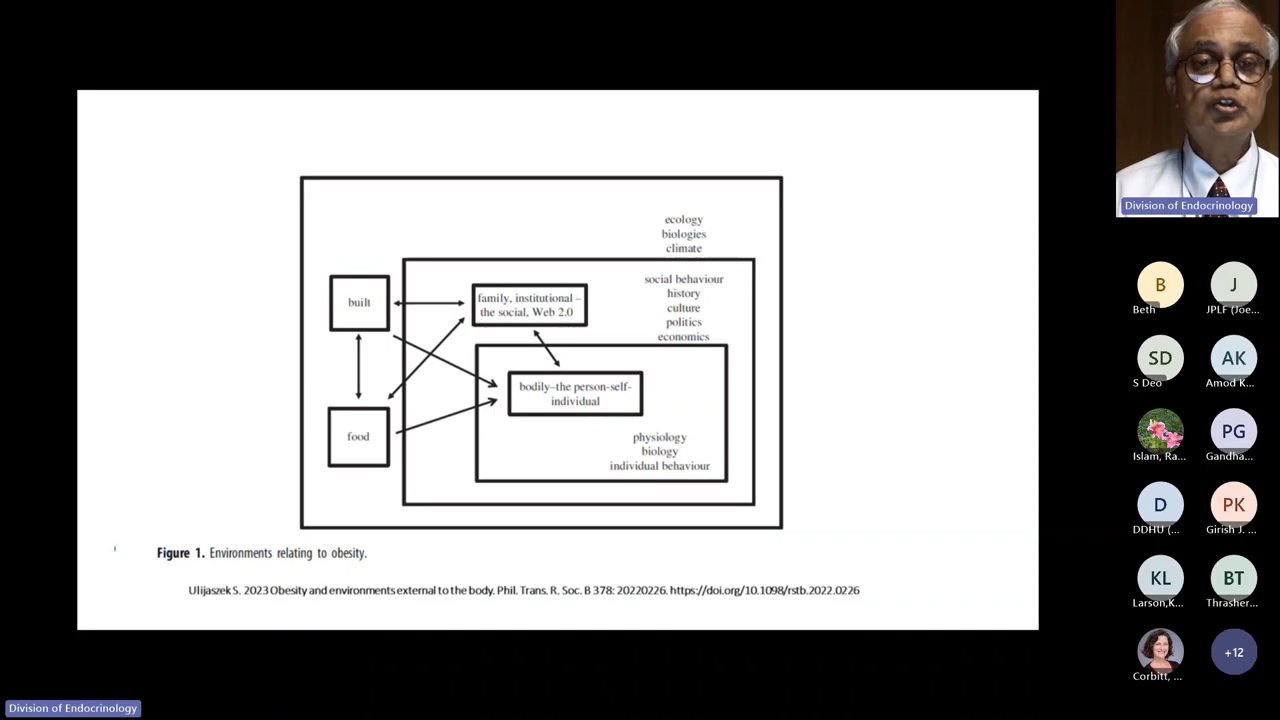 ecology
biologies
climate
social behaviour
history
culture
politics
economics
built
family, institutional –
the social, Web 2.0
bodily–the person-self-
individual
food
physiology
biology
individual behaviour
Figure 1. Environments relating to obesity.
Ulijaszek S. 2023 Obesity and environments external to the body. Phil. Trans. R. Soc. B 378: 20220226. https://doi.org/10.1098/rstb.2022.0226
Division of Endocrinology
B
Beth
J
JPLF (Joe...
SD
S Deo
AK
Amod K...
Islam, Ra...
PG
Gandha...
D
DDHU (...
PK
Girish J. ...
KL
Larson,K...
BT
Thrasher...
Corbitt, ...
+12
Division of Endocrinology